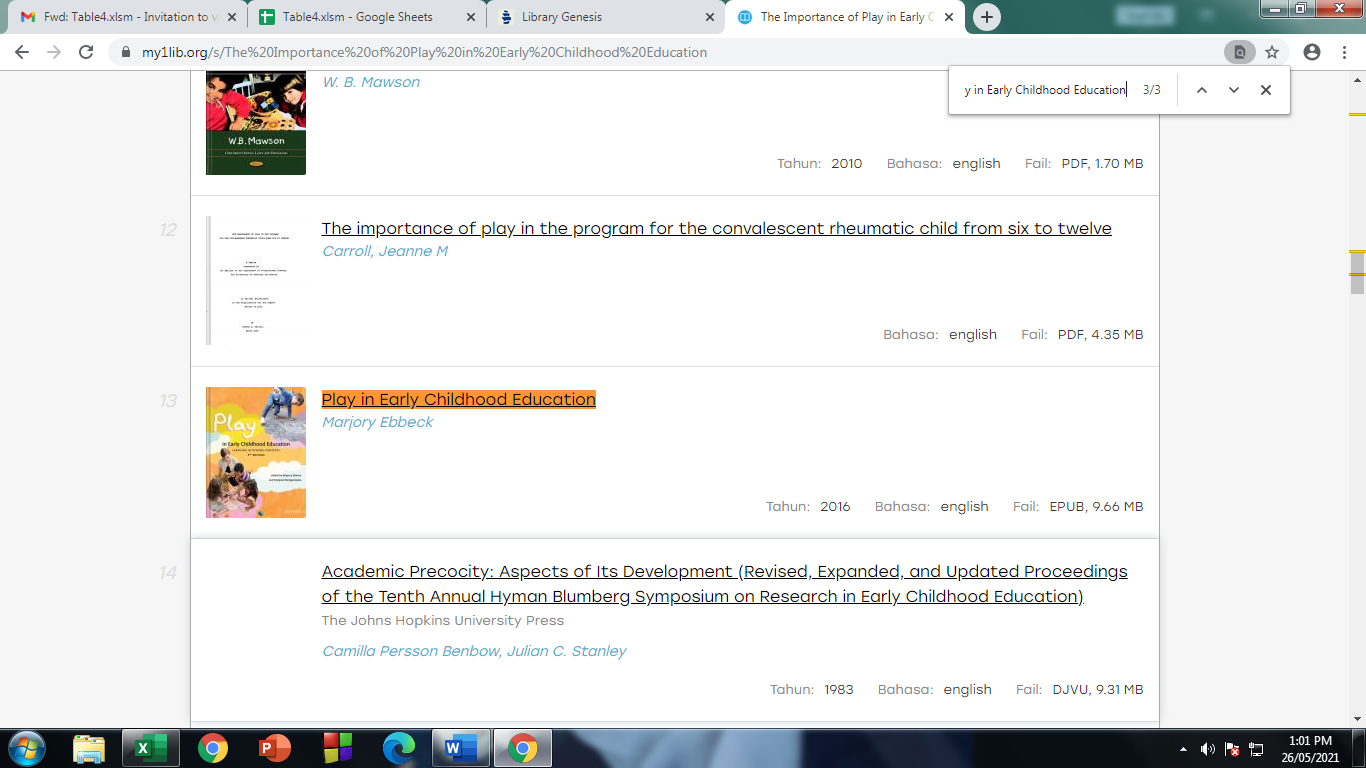 Fwd: Table4.xlsm - Invitation to v
Table4.xlsm - Google Sheets
Library Genesis
The Importance of Play in Early C
my1lib.org/s/The%20Importance%20of%20Play%20in%20Early%20Childhood%20Education
y in Early Childhood Education 3/3
W. B. Mawson
W.B. Mawson
Tahun: 2010 Bahasa: english Fail: PDF, 1.70 MB
12
The importance of play in the program for the convalescent rheumatic child from six to twelve
Carroll, Jeanne M
Bahasa: english Fail: PDF, 4.35 MB
13
Play in Early Childhood Education
Marjory Ebbeck
Play
in Early Childhood Education
Tahun: 2016 Bahasa: english Fail: EPUB, 9.66 MB
14
Academic Precocity: Aspects of Its Development (Revised, Expanded, and Updated Proceedings
of the Tenth Annual Hyman Blumberg Symposium on Research in Early Childhood Education)
The Johns Hopkins University Press
Camilla Persson Benbow, Julian C. Stanley
Tahun: 1983 Bahasa: english Fail: DJVU, 9.31 MB
1:01 PM
26/05/2021